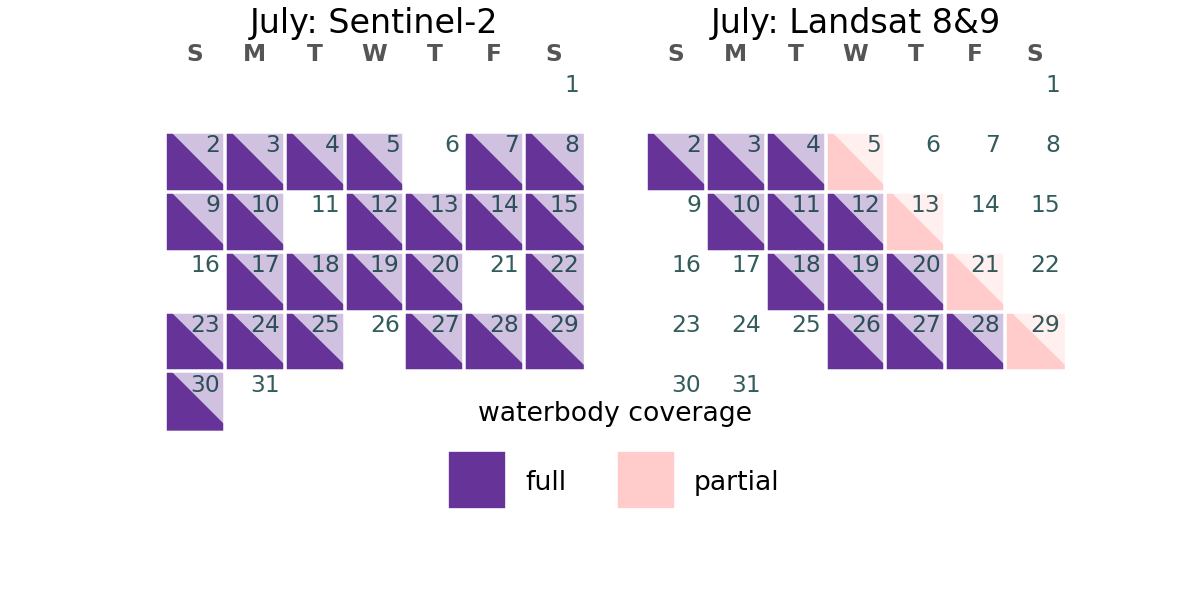 July: Sentinel-2
S M T W T F S
1
2 3 4 5 6 7 8
9 10 11 12 13 14 15
16 17 18 19 20 21 22
23 24 25 26 27 28 29
30 31
July: Landsat 8&9
S M T W T F S
1
2 3 4 5 6 7 8
9 10 11 12 13 14 15
16 17 18 19 20 21 22
23 24 25 26 27 28 29
30 31
waterbody coverage
full partial